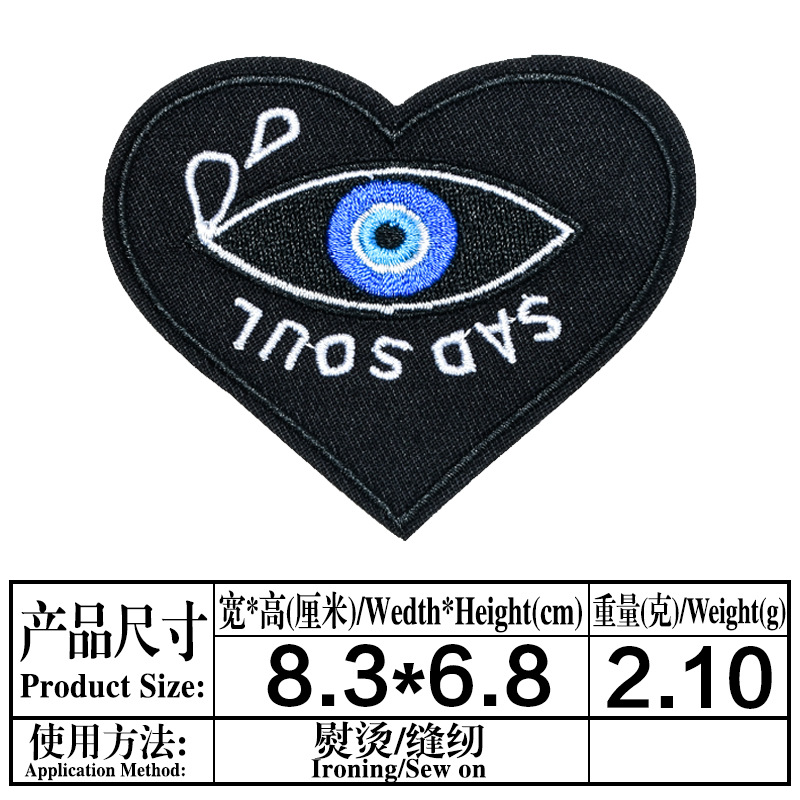 SAD SOUL
产品尺寸
Product Size:
宽*高(厘米)/Wedth*Height(cm)
重量(克)/Weight(g)
8.3*6.8
2.10
使用方法:
Application Method:
熨烫/缝纫
Ironing/Sew on